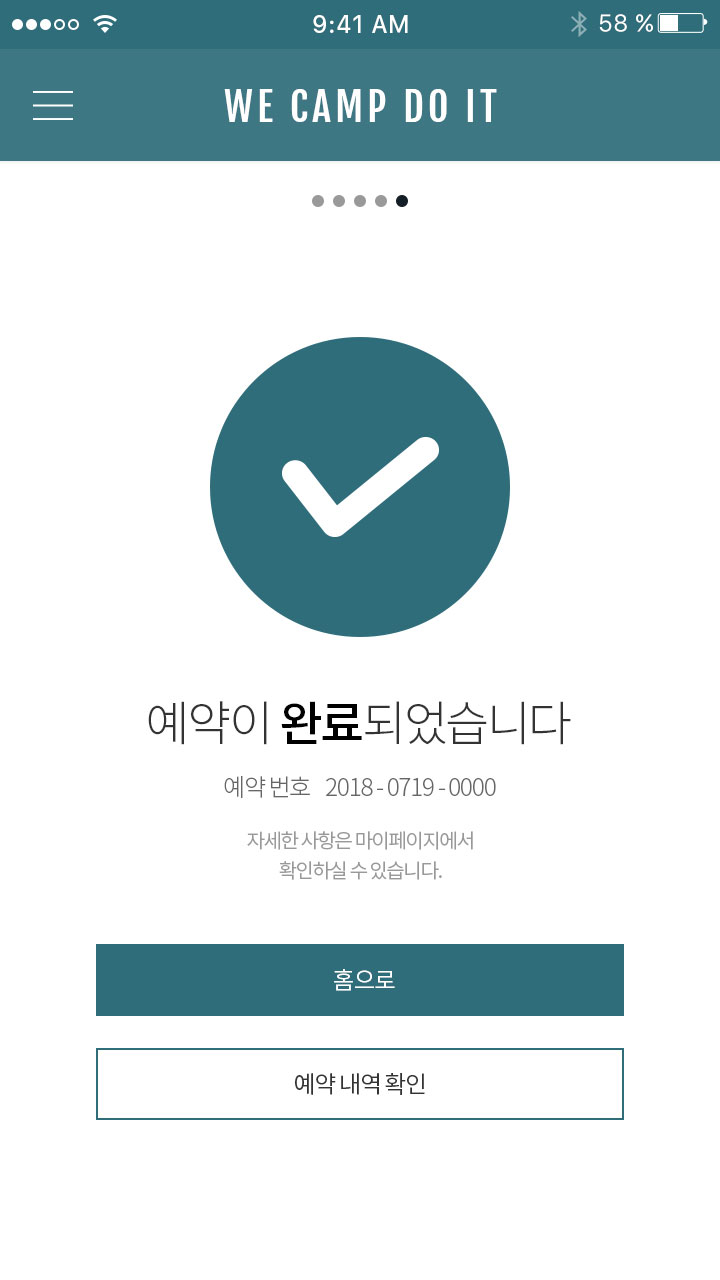 9:41 AM
58 %
WE CAMP DO IT
예약이 완료되었습니다
예약 번호 2018-0719-0000
자세한 사항은 마이페이지에서
확인하실 수 있습니다.
홈으로
예약 내역 확인